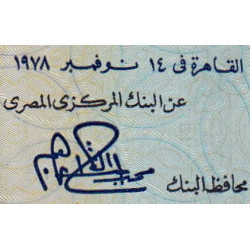 القاهرة فى ١٤ نوفمبر ١٩٧٨
عن البنك المركزى المصرى
محافظ البنك